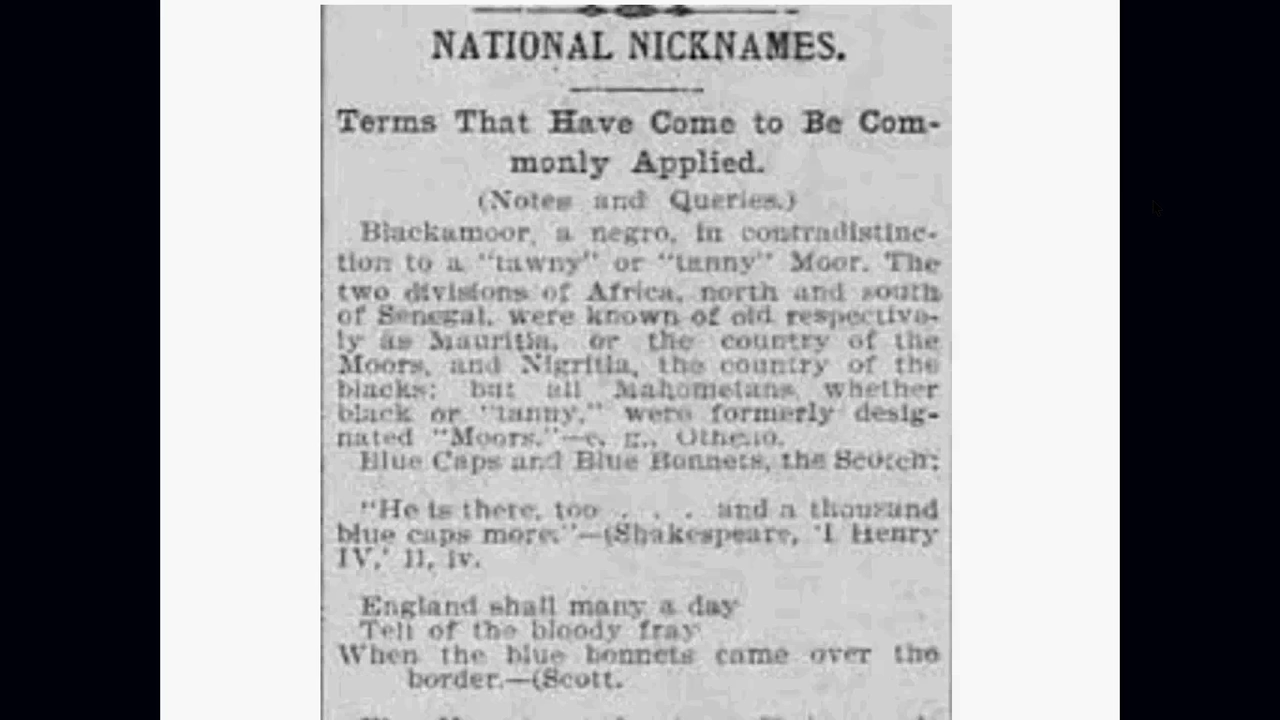 NATIONAL NICKNAMES.
Terms That Have Come to Be Com-
monly Applied.
(Notes and Queries.)
Blackamoor, a negro, in contradistinc-
tion to a "tawny" or "tanny" Moor. The
two divisions of Africa, north and south
of Senegal, were known of old respective-
ly as Mauritia, or the country of the
Moors, and Nigritia, the country of the
blacks; but all Mahometans, whether
black or "tanny," were formerly desig-
nated "Moors."—e. g., Othello.
Blue Caps and Blue Bonnets, the Scotch:
"He is there, too . . . and a thousand
blue caps more."—(Shakespeare, '1 Henry
IV,' II, iv.
England shall many a day
Tell of the bloody fray
When the blue bonnets came over the
border.—(Scott.